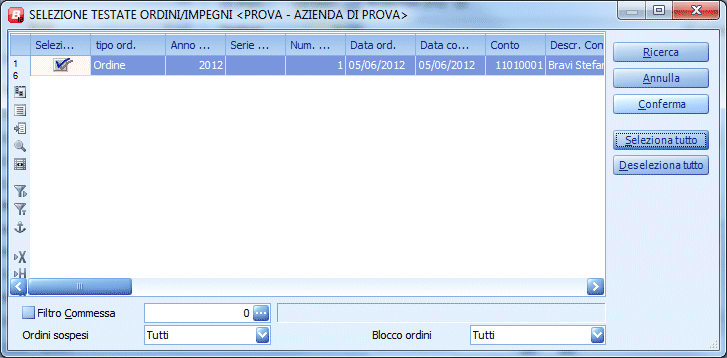 SELEZIONE TESTATE ORDINI/IMPEGNI <PROVA - AZIENDA DI PROVA>
Selezi... tipo ord. Anno ... Serie ... Num. ... Data ord. Data co... Conto Descr. Con
1 Ordine 2012 1 05/06/2012 05/06/2012 11010001 Bravi Stefan
6
Ricerca
Annulla
Conferma
Seleziona tutto
Deseleziona tutto
Filtro Commessa 0 ...
Ordini sospesi Tutti Blocco ordini Tutti